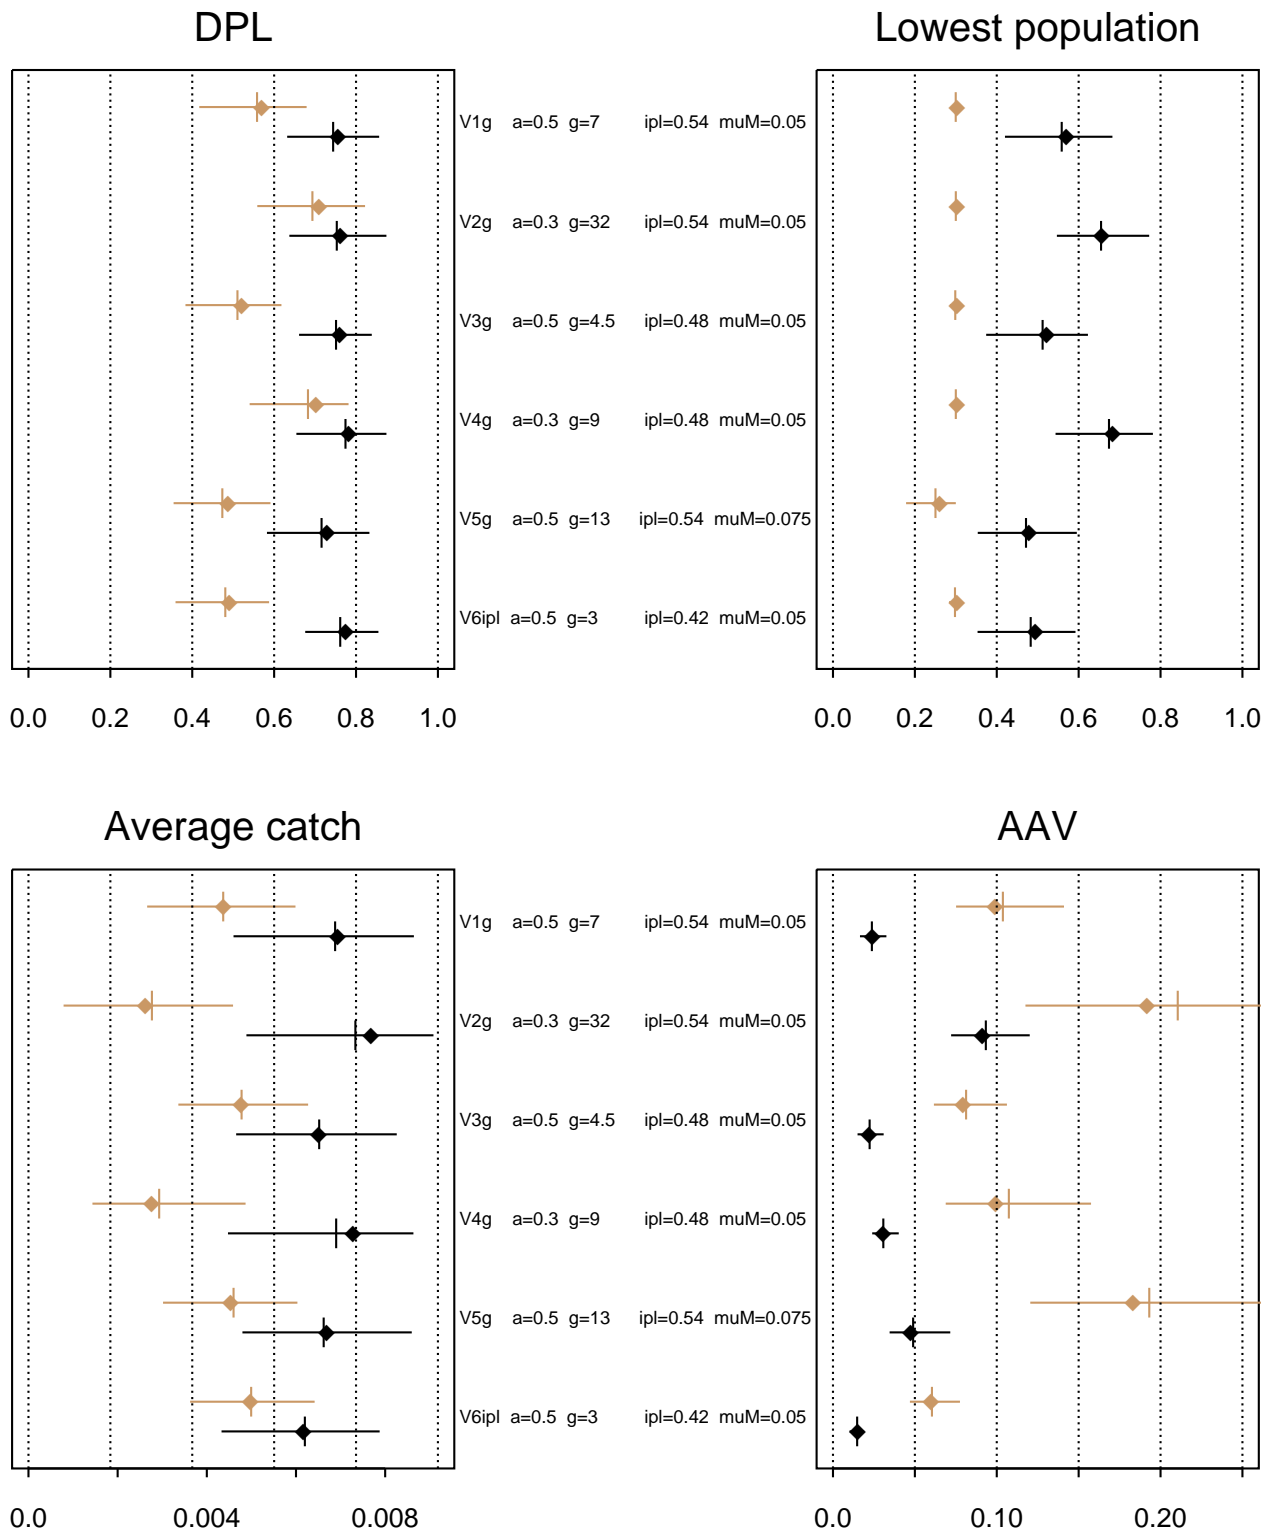 DPL
Lowest population
V1g a=0.5 g=7 ipl=0.54 muM=0.05
V2g a=0.3 g=32 ipl=0.54 muM=0.05
V3g a=0.5 g=4.5 ipl=0.48 muM=0.05
V4g a=0.3 g=9 ipl=0.48 muM=0.05
V5g a=0.5 g=13 ipl=0.54 muM=0.075
V6ipl a=0.5 g=3 ipl=0.42 muM=0.05
0.0 0.2 0.4 0.6 0.8 1.0
0.0 0.2 0.4 0.6 0.8 1.0
Average catch
AAV
V1g a=0.5 g=7 ipl=0.54 muM=0.05
V2g a=0.3 g=32 ipl=0.54 muM=0.05
V3g a=0.5 g=4.5 ipl=0.48 muM=0.05
V4g a=0.3 g=9 ipl=0.48 muM=0.05
V5g a=0.5 g=13 ipl=0.54 muM=0.075
V6ipl a=0.5 g=3 ipl=0.42 muM=0.05
0.0 0.004 0.008
0.0 0.10 0.20